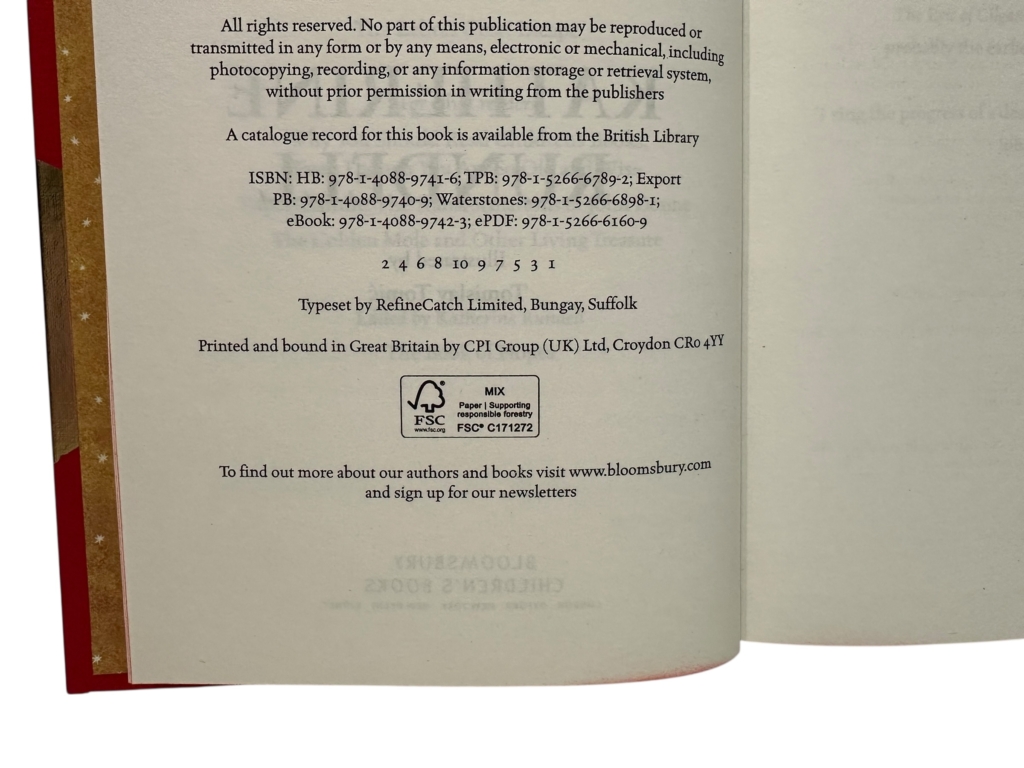 All rights reserved. No part of this publication may be reproduced or
transmitted in any form or by any means, electronic or mechanical, including
photocopying, recording, or any information storage or retrieval system,
without prior permission in writing from the publishers
A catalogue record for this book is available from the British Library
ISBN: HB: 978-1-4088-9741-6; TPB: 978-1-5266-6789-2; Export
PB: 978-1-4088-9740-9; Waterstones: 978-1-5266-6898-1;
eBook: 978-1-4088-9742-3; ePDF: 978-1-5266-6160-9
2 4 6 8 10 9 7 5 3 1
Typeset by RefineCatch Limited, Bungay, Suffolk
Printed and bound in Great Britain by CPI Group (UK) Ltd, Croydon CR0 4YY
FSC
www.fsc.org
MIX
Paper | Supporting
responsible forestry
FSC® C171272
To find out more about our authors and books visit www.bloomsbury.com
and sign up for our newsletters
BLOOMSBURY
CHILDREN'S BOOKS